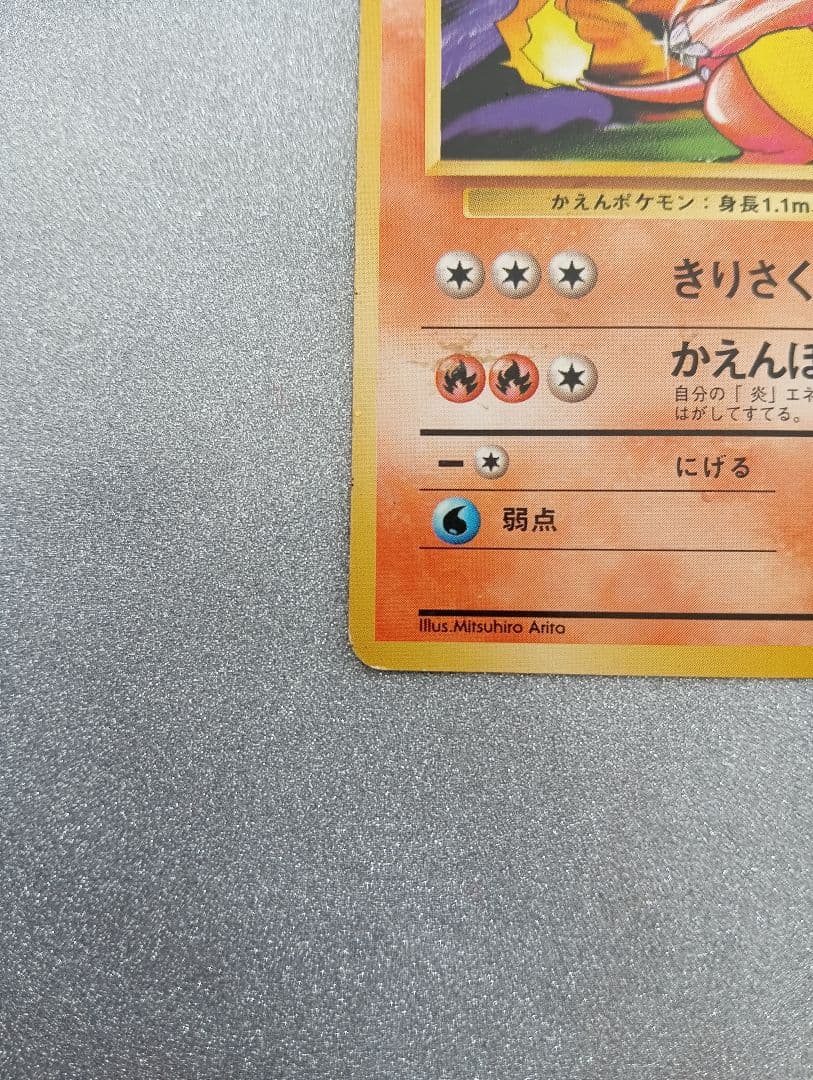 かえんポケモン：身長1.1m
きりさく
かえんほ
自分の「炎」エネ
はがしてすてる。
にげる
弱点
Illus.Mitsuhiro Arita